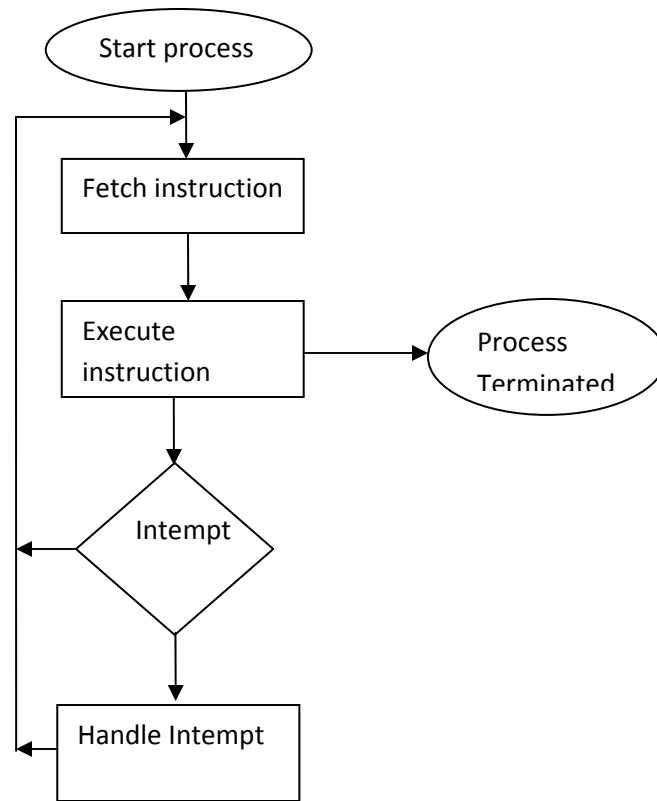 Start process
Fetch instruction
Execute
instruction
Process
Terminated
Intempt
Handle Intempt